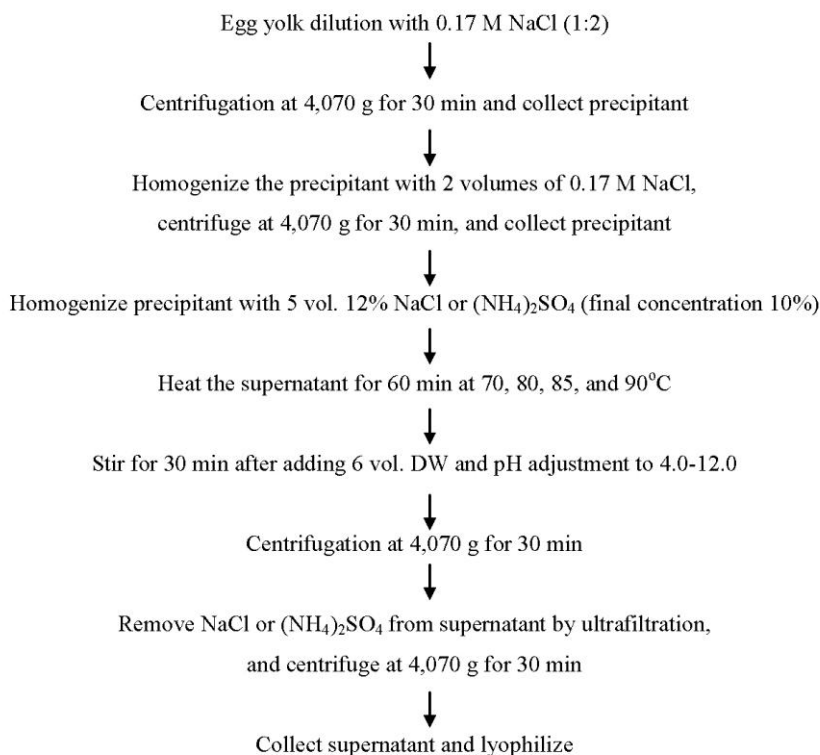 Egg yolk dilution with 0.17 M NaCl (1:2)
Centrifugation at 4,070 g for 30 min and collect precipitant
Homogenize the precipitant with 2 volumes of 0.17 M NaCl,
centrifuge at 4,070 g for 30 min, and collect precipitant
Homogenize precipitant with 5 vol. 12% NaCl or (NH₄)₂SO₄ (final concentration 10%)
Heat the supernatant for 60 min at 70, 80, 85, and 90°C
Stir for 30 min after adding 6 vol. DW and pH adjustment to 4.0-12.0
Centrifugation at 4,070 g for 30 min
Remove NaCl or (NH₄)₂SO₄ from supernatant by ultrafiltration,
and centrifuge at 4,070 g for 30 min
Collect supernatant and lyophilize